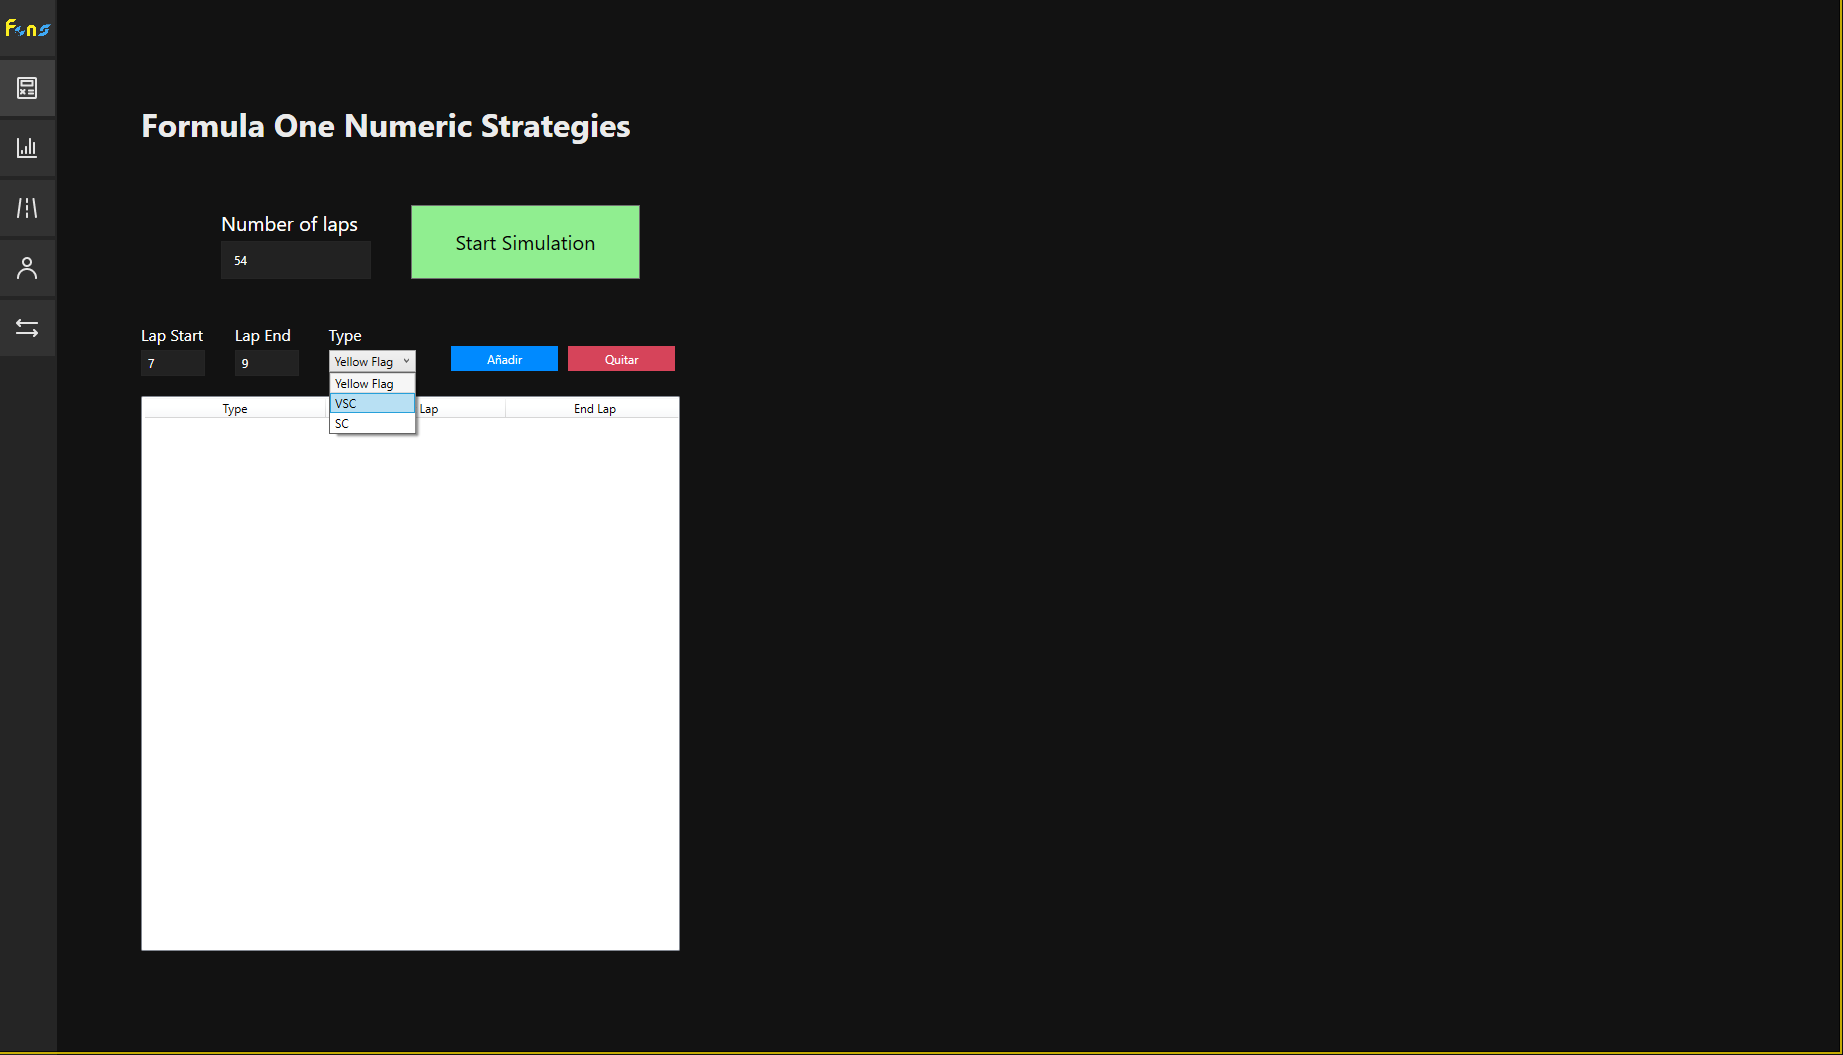 Fons
Formula One Numeric Strategies
Number of laps
54
Start Simulation
Lap Start
Lap End
Type
7
9
Yellow Flag
Añadir
Quitar
Yellow Flag
VSC
SC
Type
Lap
End Lap